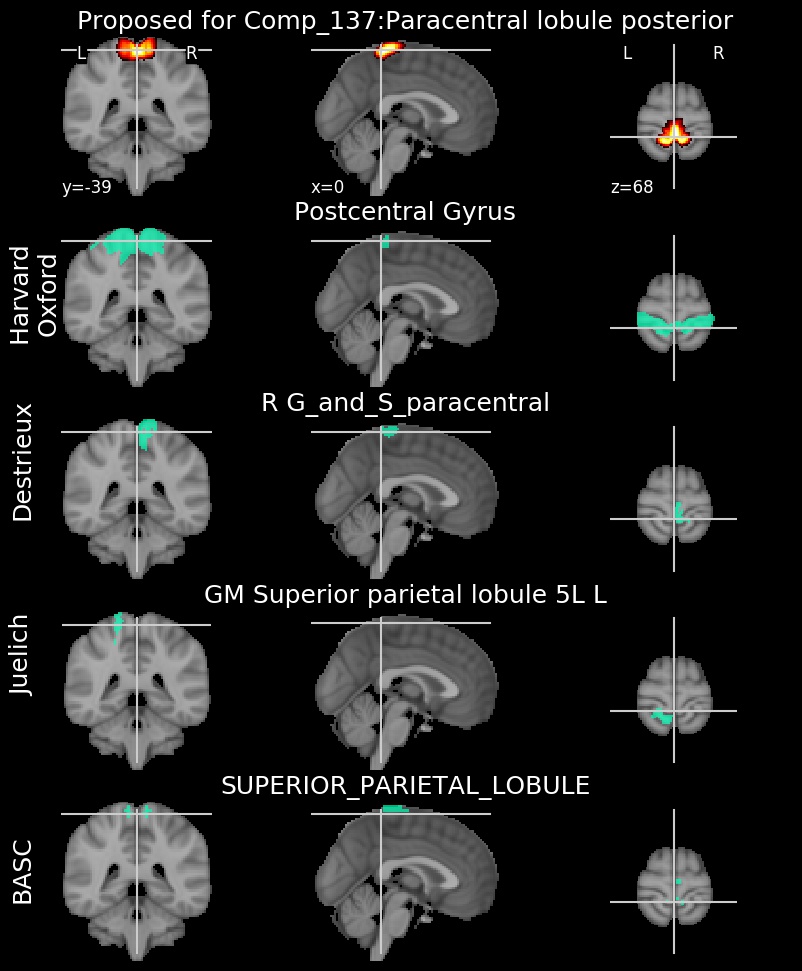 Proposed for Comp_137:Paracentral lobule posterior
L R
L R
y=-39
x=0
z=68
Postcentral Gyrus
Harvard
Oxford
R G_and_S_paracentral
Destrieux
GM Superior parietal lobule 5L L
Juelich
SUPERIOR_PARIETAL_LOBULE
BASC